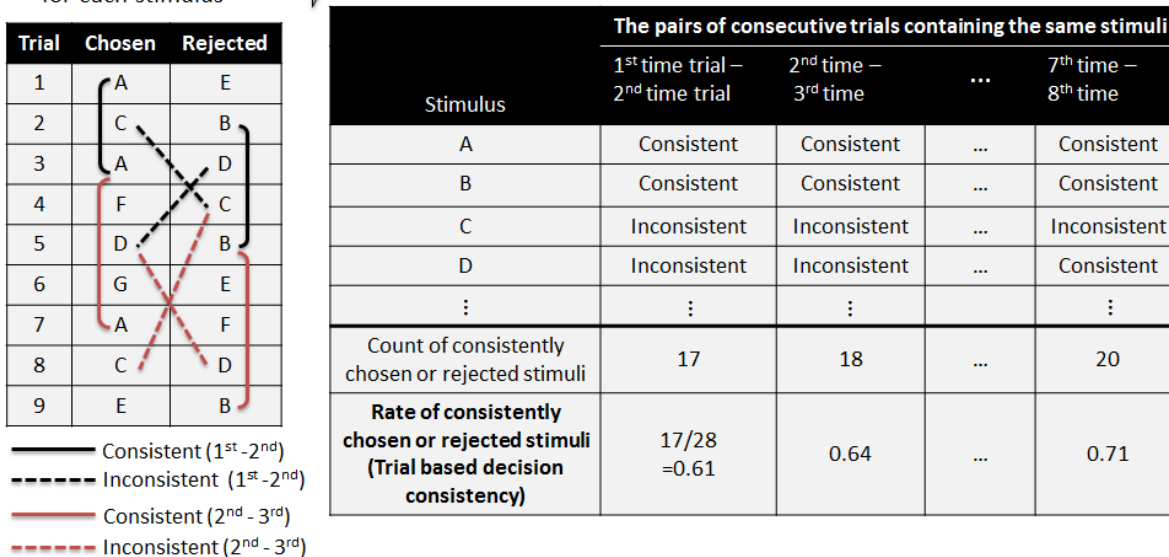 for each stimulus
Trial Chosen Rejected
1 A E
2 C B
3 A D
4 F C
5 D B
6 G E
7 A F
8 C D
9 E B
Consistent (1st -2nd)
Inconsistent (1st -2nd)
Consistent (2nd - 3rd)
Inconsistent (2nd - 3rd)
The pairs of consecutive trials containing the same stimuli
Stimulus
1st time trial –
2nd time trial
2nd time –
3rd time
...
7th time –
8th time
A Consistent Consistent ... Consistent
B Consistent Consistent ... Consistent
C Inconsistent Inconsistent ... Inconsistent
D Inconsistent Inconsistent ... Consistent
⋮ ⋮ ⋮ ⋮
Count of consistently
chosen or rejected stimuli
17 18 ... 20
Rate of consistently
chosen or rejected stimuli
(Trial based decision
consistency)
17/28
=0.61
0.64 ... 0.71